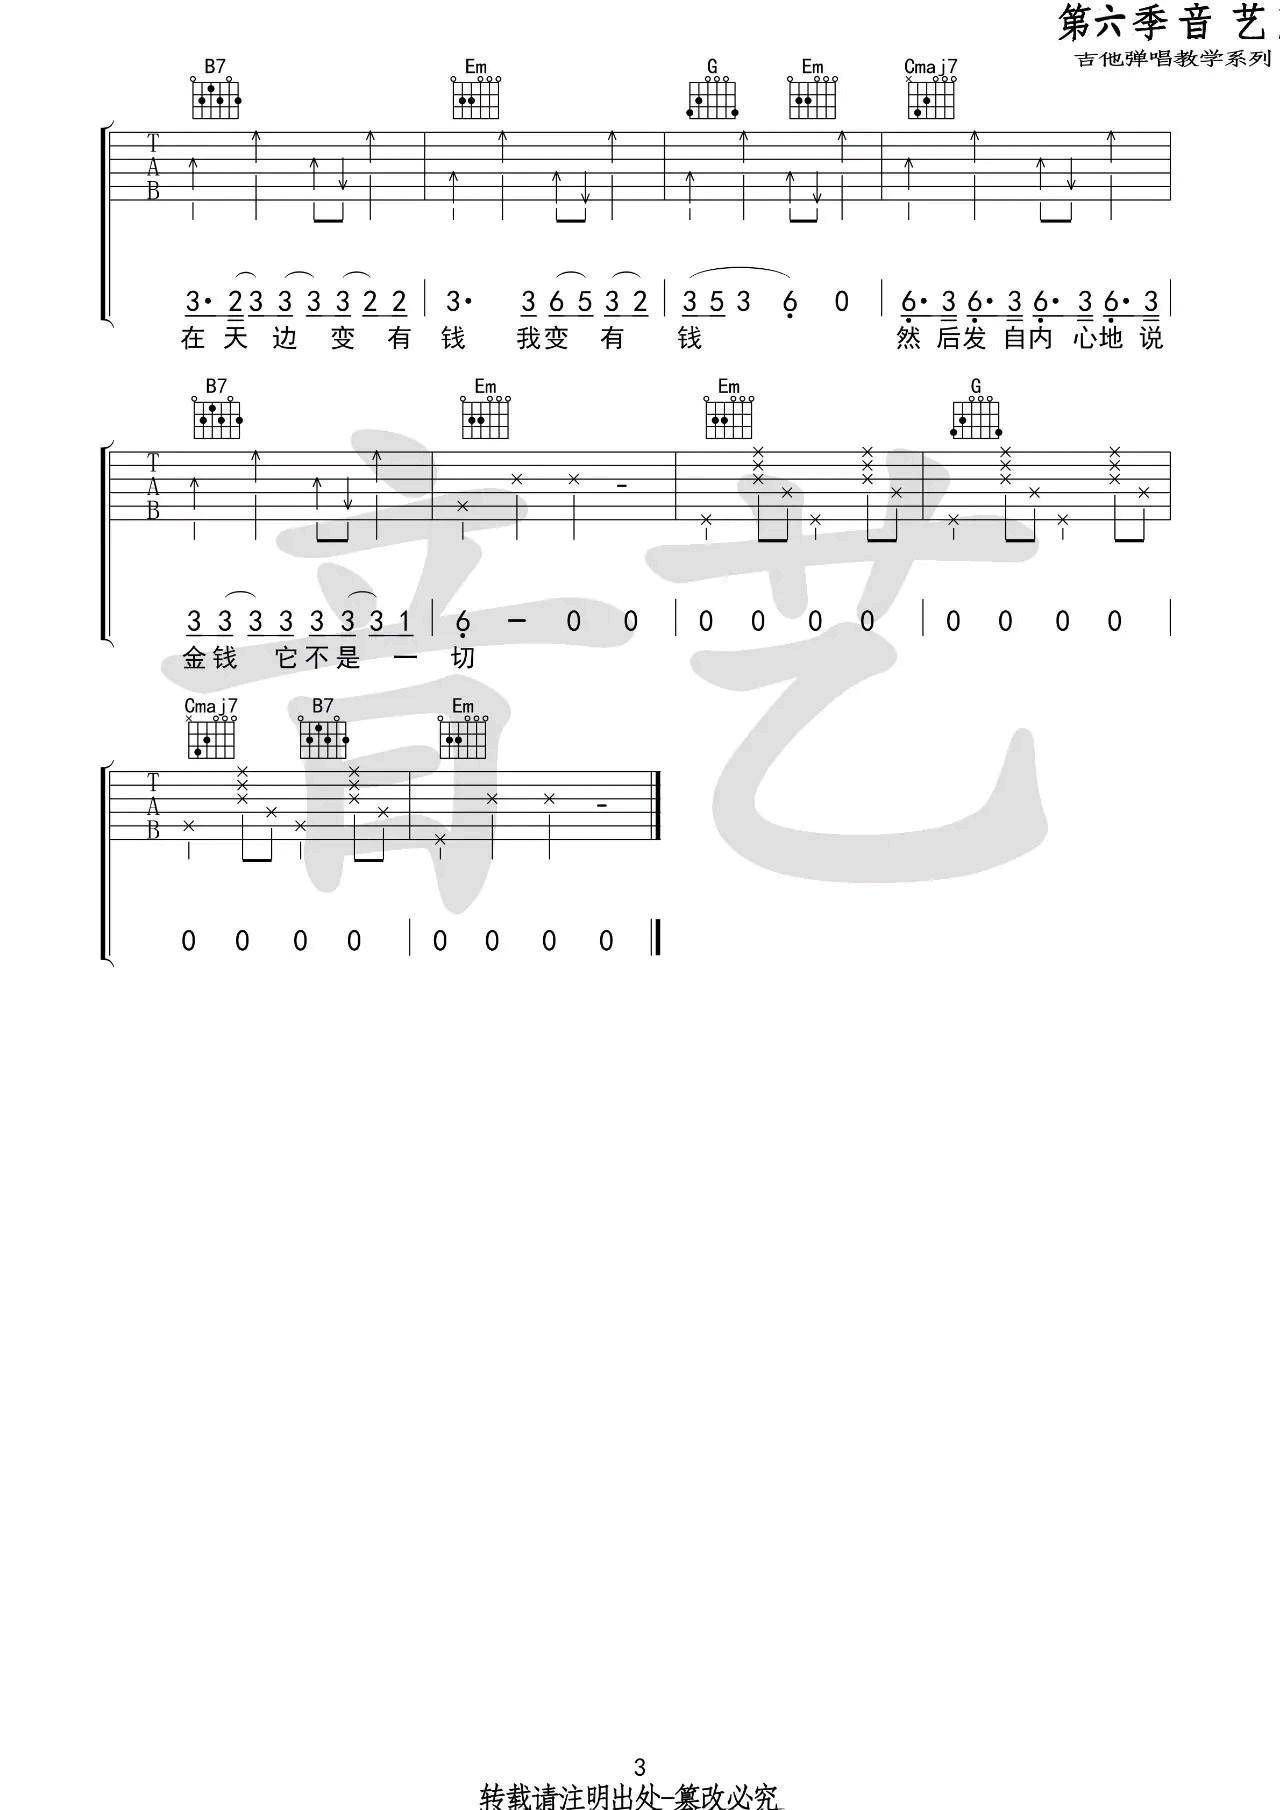 第六季音艺
吉他弹唱教学系列
B7 Em G Em Cmaj7
T
A
B
3· 2 3 3 3 3 2 2 3· 3 6 5 3 2 3 5 3 6 0 6· 3 6· 3 6· 3 6· 3
在天边变有钱我变有钱然后发自内心地说
B7 Em Em G
T
A
B
3 3 3 3 3 3 3 1 6 — 0 0 0 0 0 0 0 0 0 0
金钱它不是一切
Cmaj7 B7 Em
T
A
B
0 0 0 0 0 0 0 0
音艺
3
转载请注明出处-篡改必究